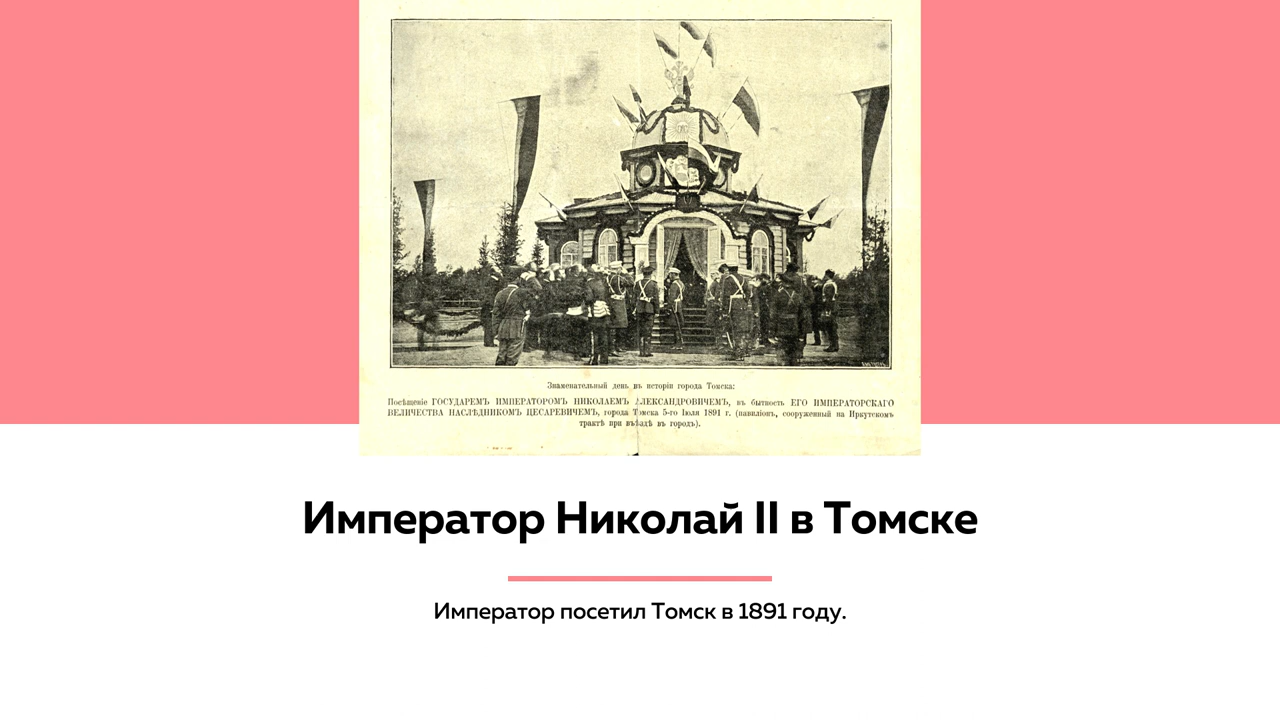 Знаменательный день въ исторіи города Томска:
Посѣщеніе ГОСУДАРЕМЪ ИМПЕРАТОРОМЪ НИКОЛАЕМЪ АЛЕКСАНДРОВИЧЕМЪ, въ бытность ЕГО ИМПЕРАТОРСКАГО
ВЕЛИЧЕСТВА НАСЛѢДНИКОМЪ ЦЕСАРЕВИЧЕМЪ, города Томска 5-го Іюля 1891 г. (павиліонъ, сооруженный на Иркутскомъ
трактѣ при въѣздѣ въ городъ).
Император Николай II в Томске
Император посетил Томск в 1891 году.